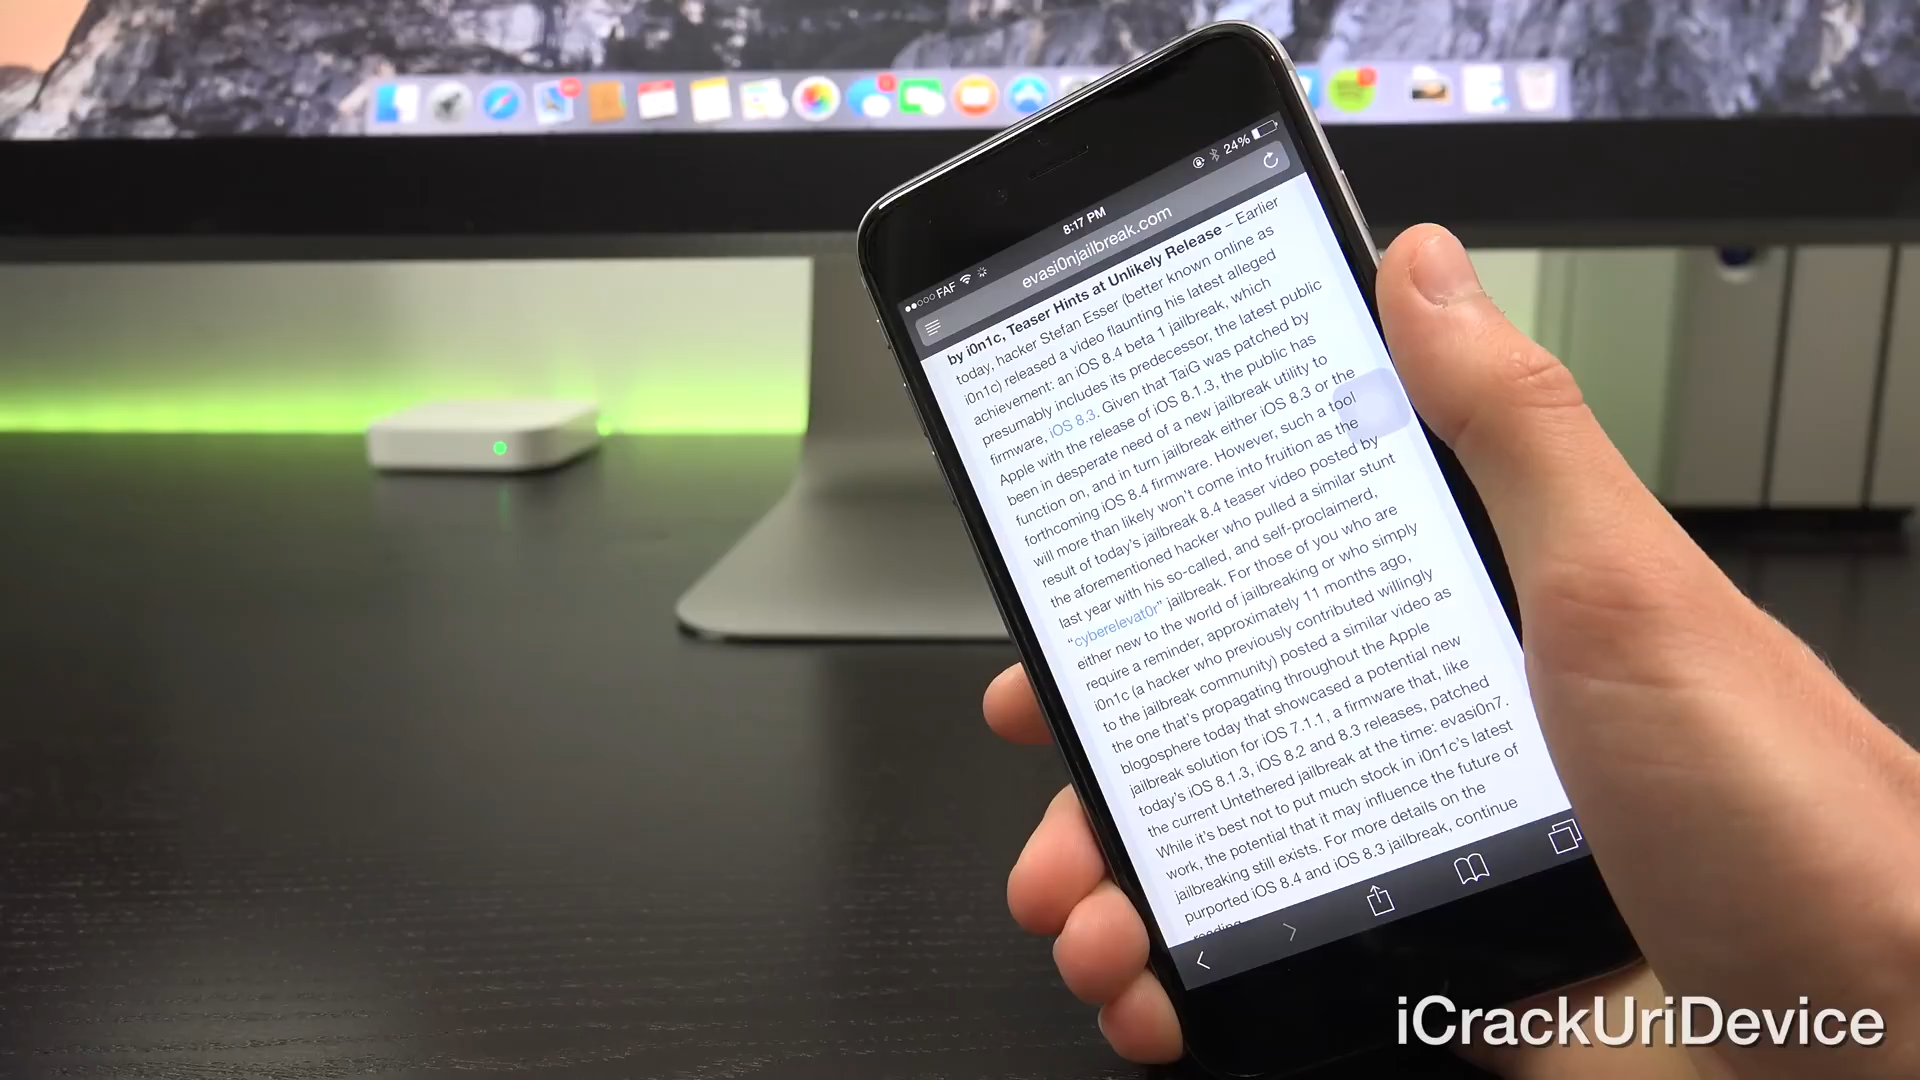 ●●○○○ FAF
8:17 PM
24%
evasi0njailbreak.com
by i0n1c, Teaser Hints at Unlikely Release – Earlier
today, hacker Stefan Esser (better known online as
i0n1c) released a video flaunting his latest alleged
achievement: an iOS 8.4 beta 1 jailbreak, which
presumably includes its predecessor, the latest public
firmware, iOS 8.3. Given that TaiG was patched by
Apple with the release of iOS 8.1.3, the public has
been in desperate need of a new jailbreak utility to
function on, and in turn jailbreak either iOS 8.3 or the
forthcoming iOS 8.4 firmware. However, such a tool
will more than likely won't come into fruition as the
result of today's jailbreak 8.4 teaser video posted by
the aforementioned hacker who pulled a similar stunt
last year with his so-called, and self-proclaimerd,
“cyberelevat0r” jailbreak. For those of you who are
either new to the world of jailbreaking or who simply
require a reminder, approximately 11 months ago,
i0n1c (a hacker who previously contributed willingly
to the jailbreak community) posted a similar video as
the one that's propagating throughout the Apple
blogosphere today that showcased a potential new
jailbreak solution for iOS 7.1.1, a firmware that, like
today's iOS 8.1.3, iOS 8.2 and 8.3 releases, patched
the current Untethered jailbreak at the time: evasi0n7.
While it's best not to put much stock in i0n1c's latest
work, the potential that it may influence the future of
jailbreaking still exists. For more details on the
purported iOS 8.4 and iOS 8.3 jailbreak, continue
reading
iCrackUriDevice